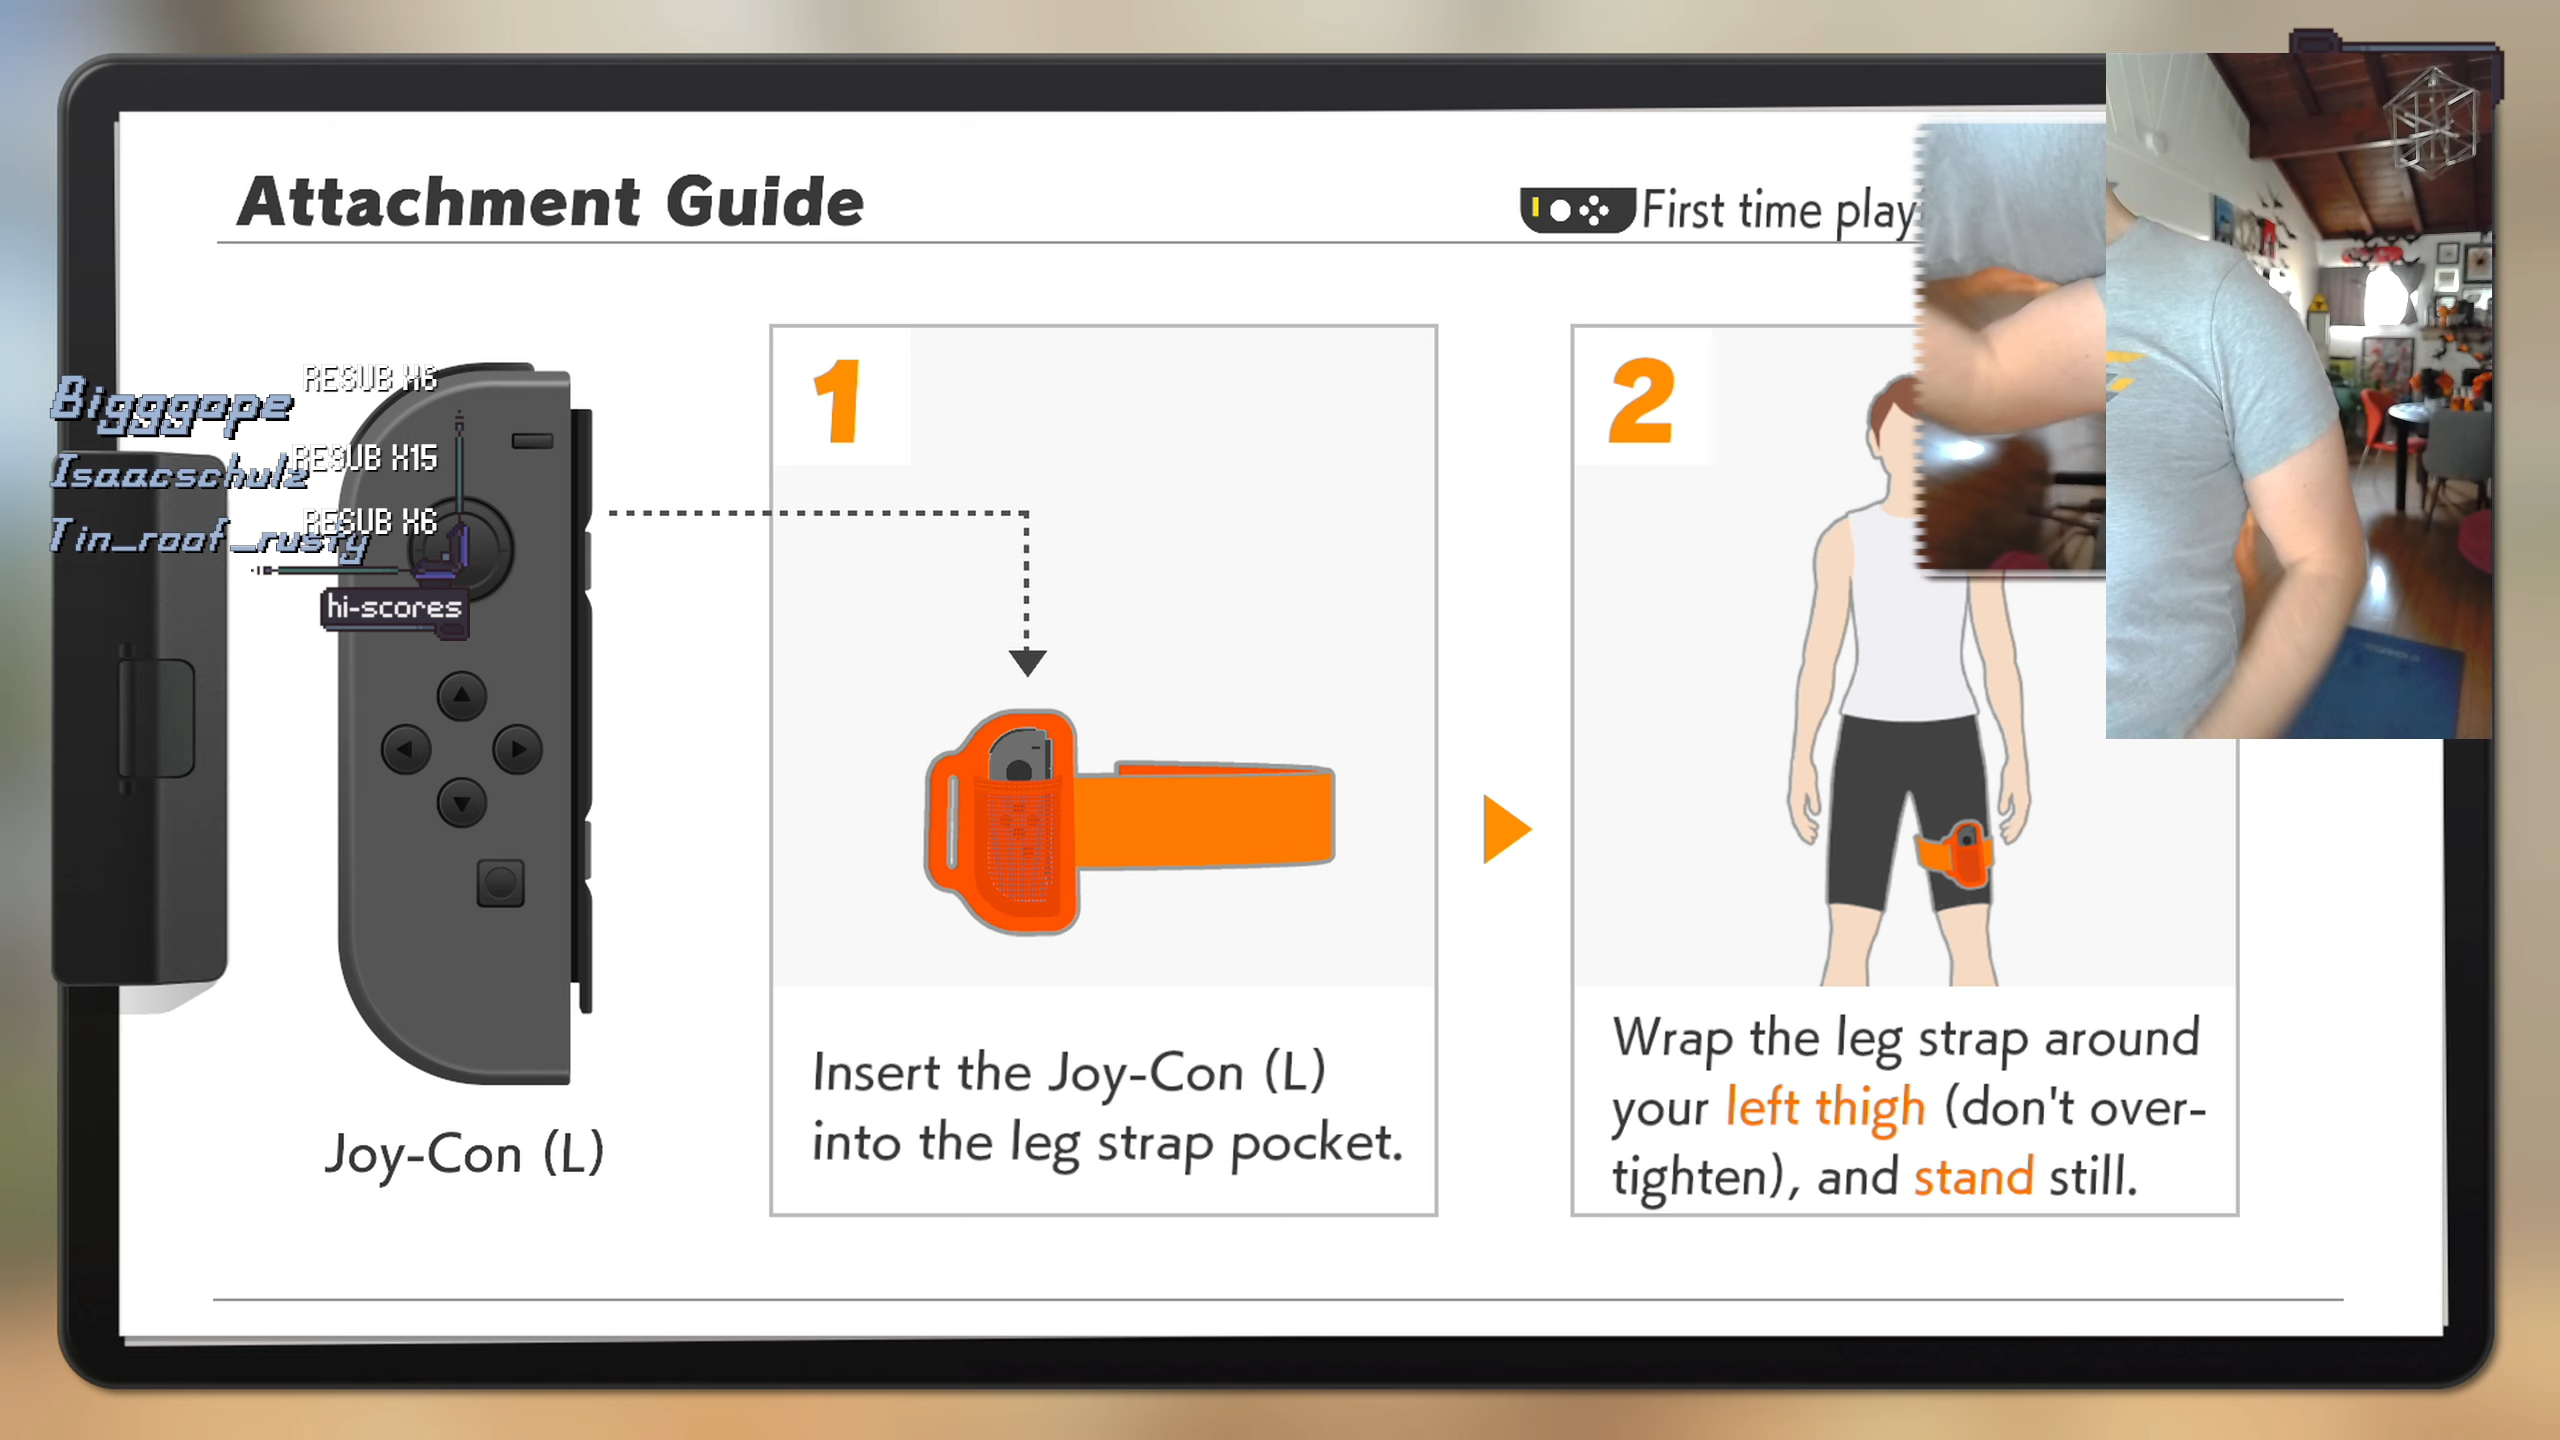 Attachment Guide
First time play
RESUB X6
Bigggope
RESUB X15
Isaacschulz
RESUB X6
Tin_roof_rusty
hi-scores
1
2
Joy-Con (L)
Insert the Joy-Con (L)
into the leg strap pocket.
Wrap the leg strap around
your left thigh (don't over-
tighten), and stand still.